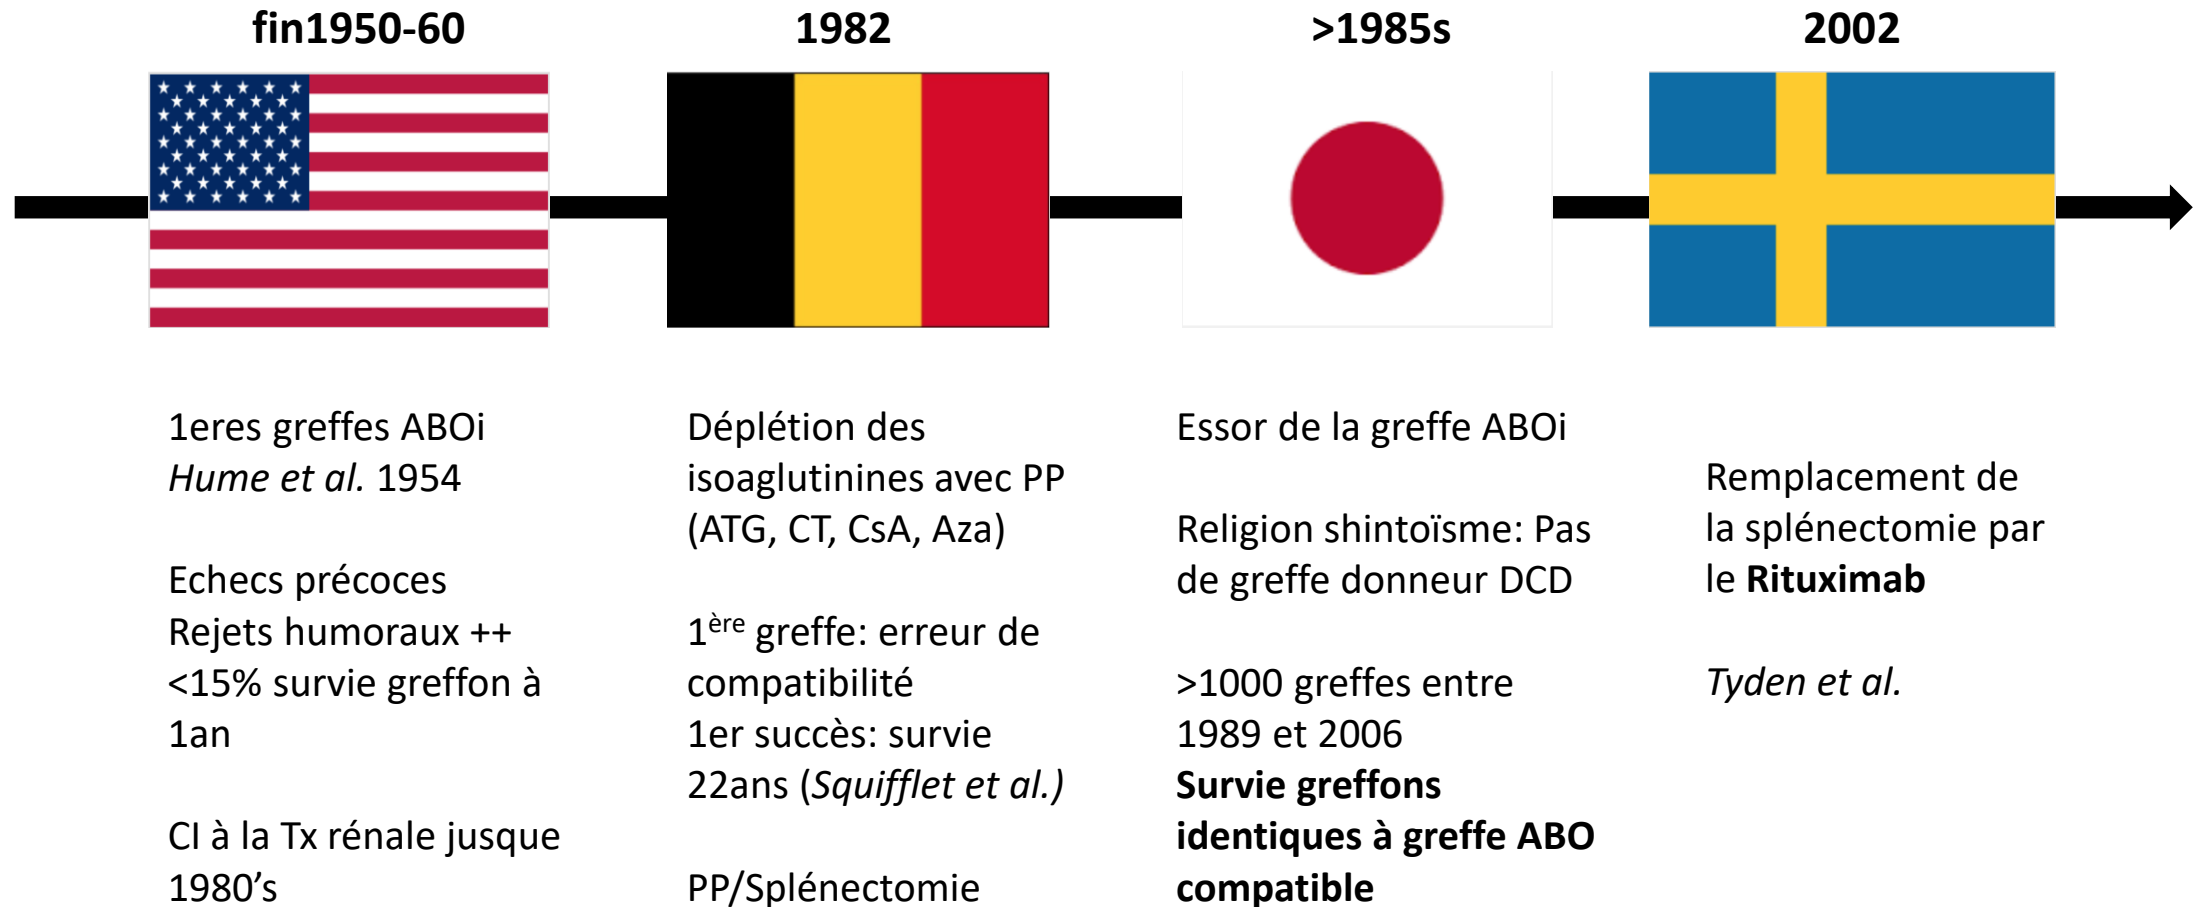 fin1950-60
1eres greffes ABOi
Hume et al. 1954
Echecs précoces
Rejets humoraux ++
<15% survie greffon à
1an
CI à la Tx rénale jusque
1980’s
1982
Déplétion des
isoaglutinines avec PP
(ATG, CT, CsA, Aza)
1ère greffe: erreur de
compatibilité
1er succès: survie
22ans (Squifflet et al.)
PP/Splénectomie
>1985s
Essor de la greffe ABOi
Religion shintoïsme: Pas
de greffe donneur DCD
>1000 greffes entre
1989 et 2006
Survie greffons
identiques à greffe ABO
compatible
2002
Remplacement de
la splénectomie par
le Rituximab
Tyden et al.